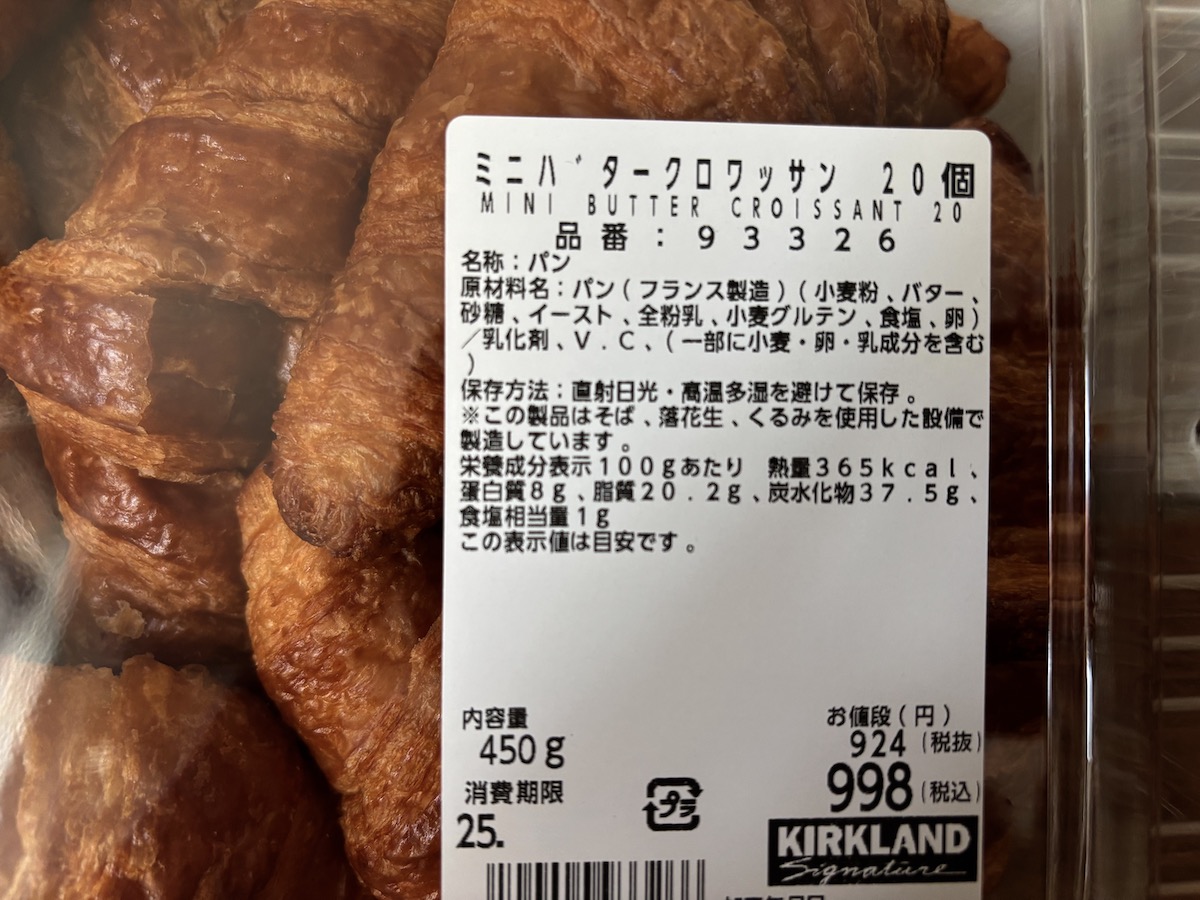 ミニバタークロワッサン 20個
MINI BUTTER CROISSANT 20
品番:93326
名称:パン
原材料名:パン(フランス製造)(小麦粉、バター、
砂糖、イースト、全粉乳、小麦グルテン、食塩、卵)
/乳化剤、V.C、(一部に小麦・卵・乳成分を含む
)
保存方法:直射日光・高温多湿を避けて保存。
※この製品はそば、落花生、くるみを使用した設備で
製造しています。
栄養成分表示100gあたり 熱量365kcal、
蛋白質8g、脂質20.2g、炭水化物37.5g、
食塩相当量1g
この表示値は目安です。
内容量
450g
お値段(円)
924(税抜)
998(税込)
消費期限
25.
プラ
KIRKLAND
Signature